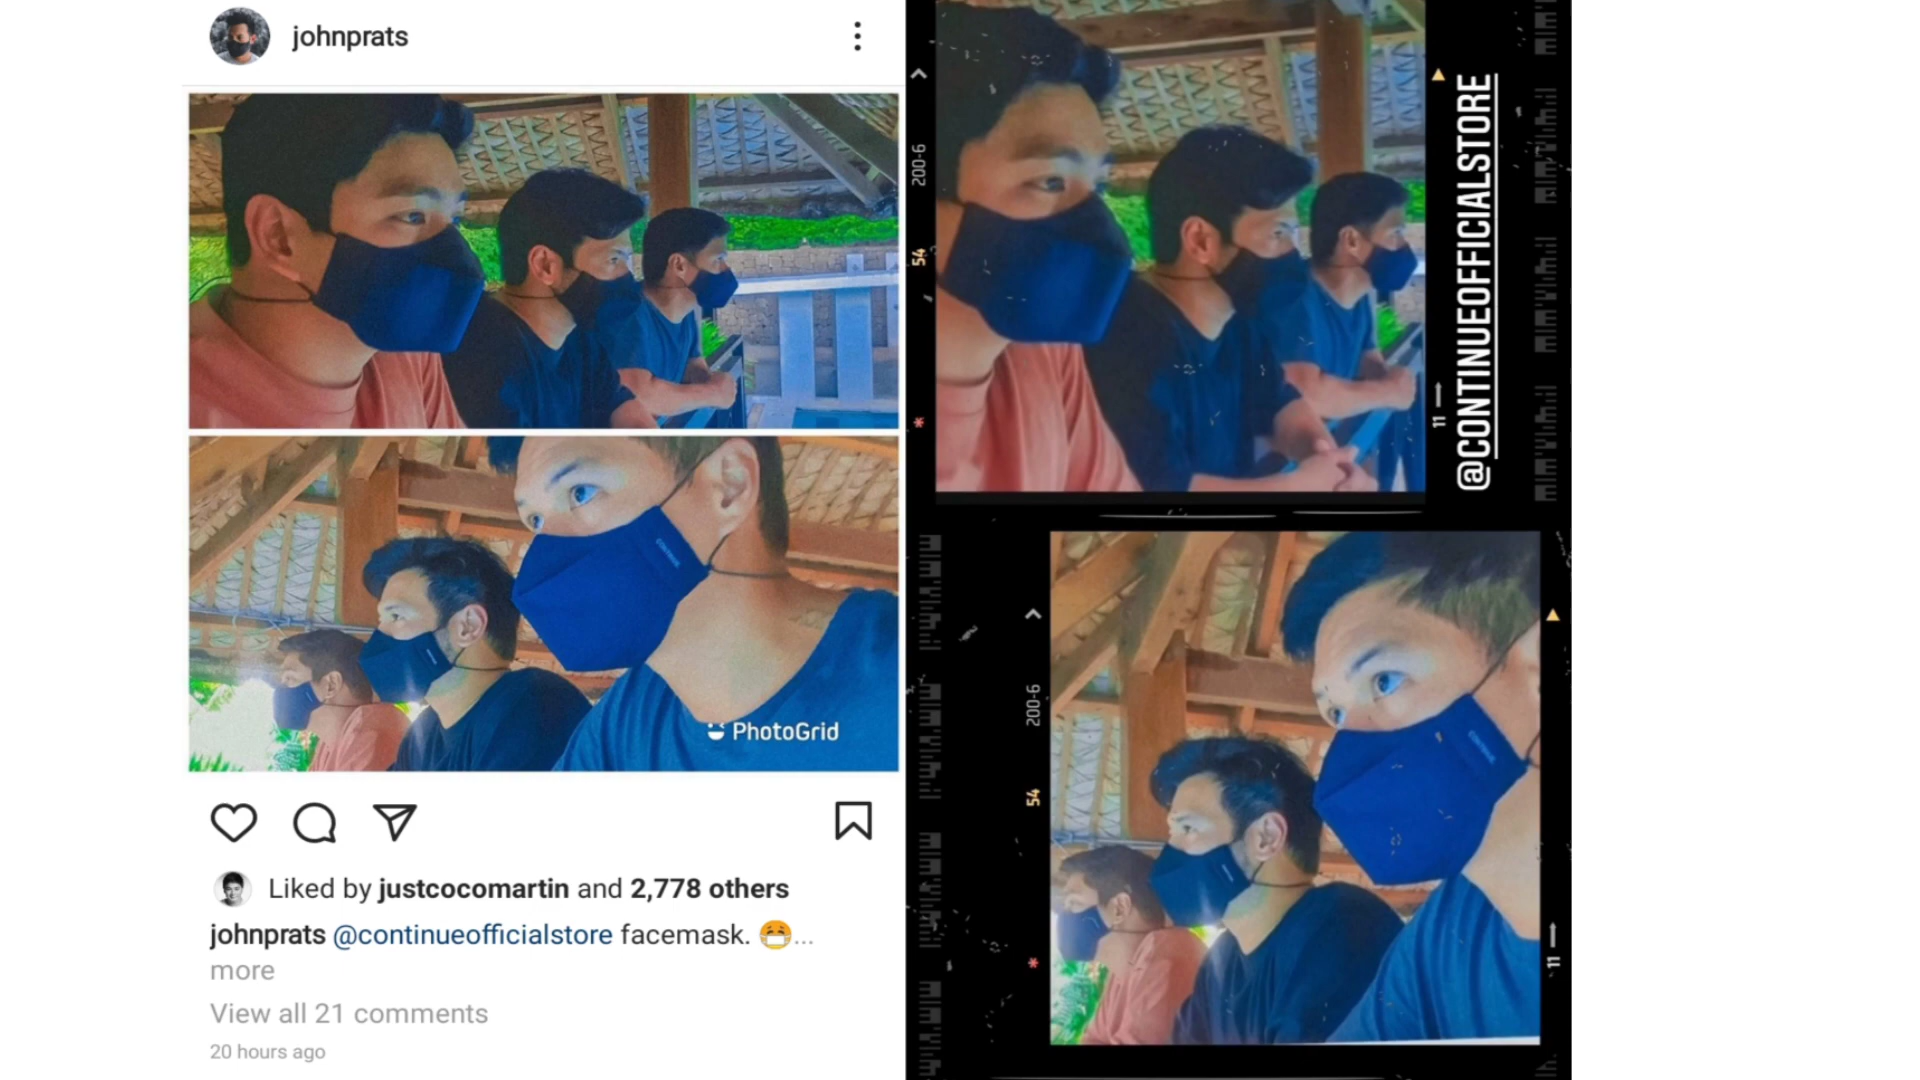 johnprats
PhotoGrid
Liked by justcocomartin and 2,778 others
johnprats @continueofficialstore facemask. 😷...
more
View all 21 comments
20 hours ago
200-6
54
11
@CONTINUEOFFICIALSTORE
200-6
54
11